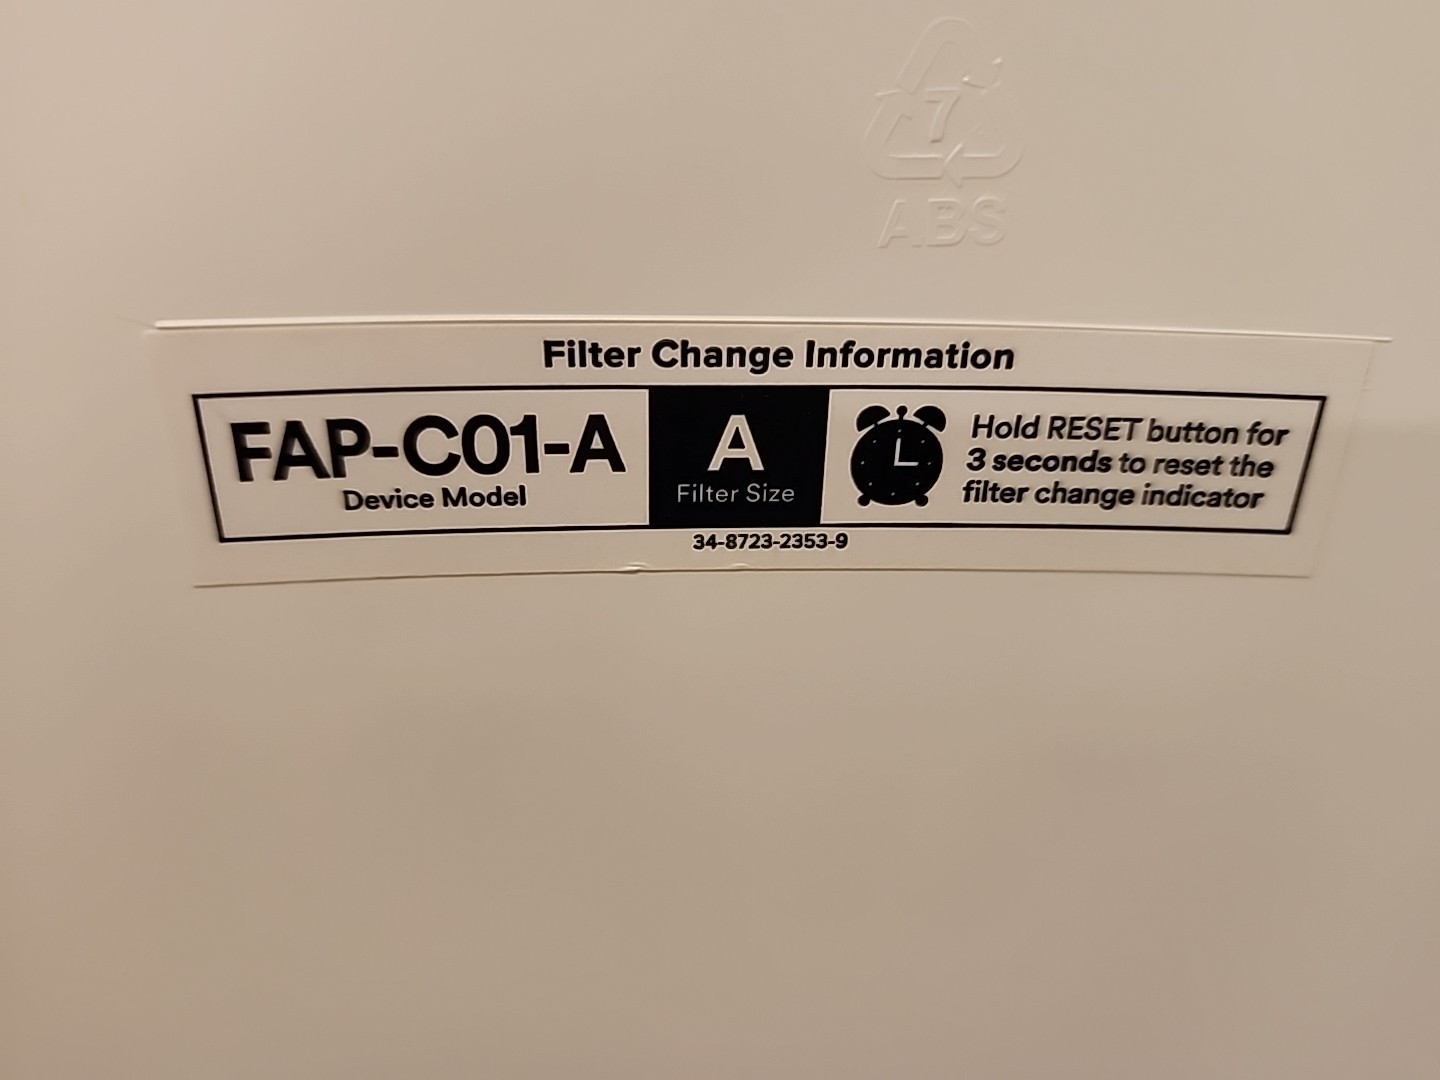 7
ABS
Filter Change Information
FAP-C01-A
Device Model
A
Filter Size
Hold RESET button for
3 seconds to reset the
filter change indicator
34-8723-2353-9